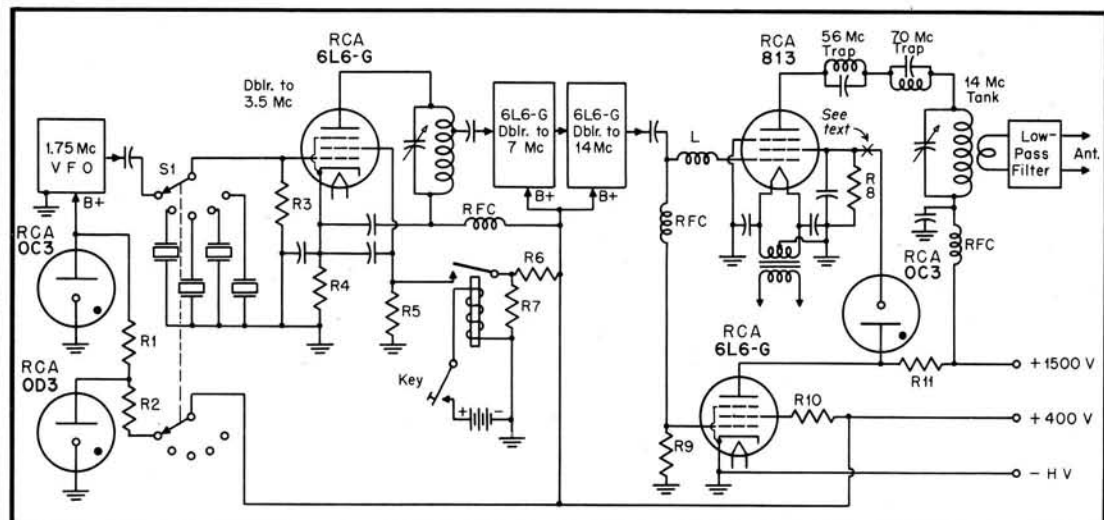 RCA
6L6-G
Dblr. to
3.5 Mc
1.75 Mc
VFO
B+
S1
RCA
OC3
RCA
OD3
R1
R2
R3
R4
R5
R6
R7
RFC
Key
+
-
6L6-G
Dblr. to
7 Mc
6L6-G
Dblr. to
14 Mc
B+
L
RFC
RCA
813
56 Mc
Trap
70 Mc
Trap
14 Mc
Tank
See
text
R
8
Low-
Pass
Filter
Ant.
RCA
OC3
RFC
RCA
6L6-G
R9
R10
R11
+1500 V
+400 V
- HV